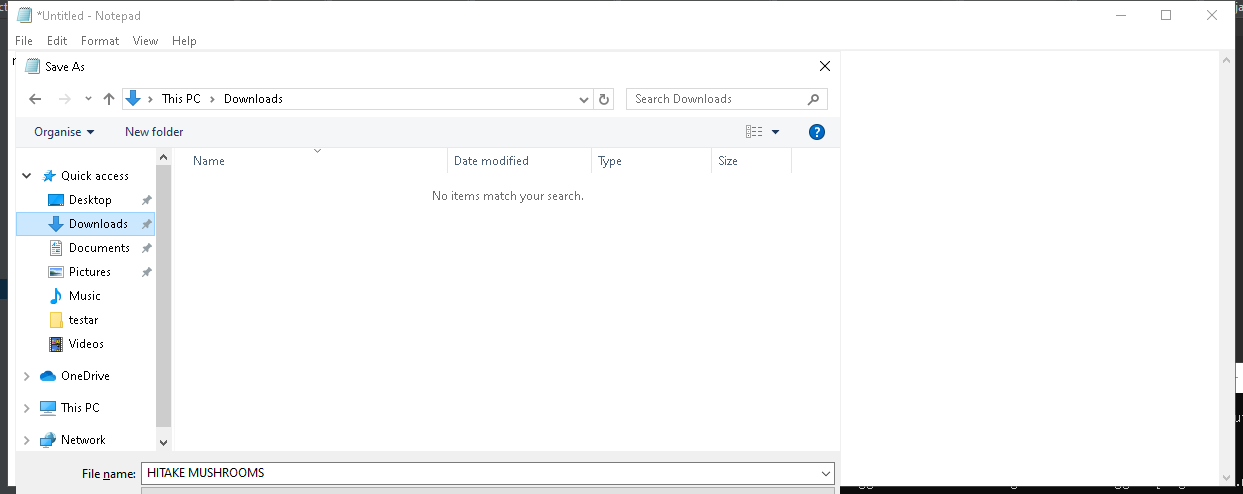 *Untitled - Notepad
File Edit Format View Help
Save As
This PC Downloads
Search Downloads
Organise New folder
Name Date modified Type Size
No items match your search.
Quick access
Desktop
Downloads
Documents
Pictures
Music
testar
Videos
OneDrive
This PC
Network
File name: HITAKE MUSHROOMS